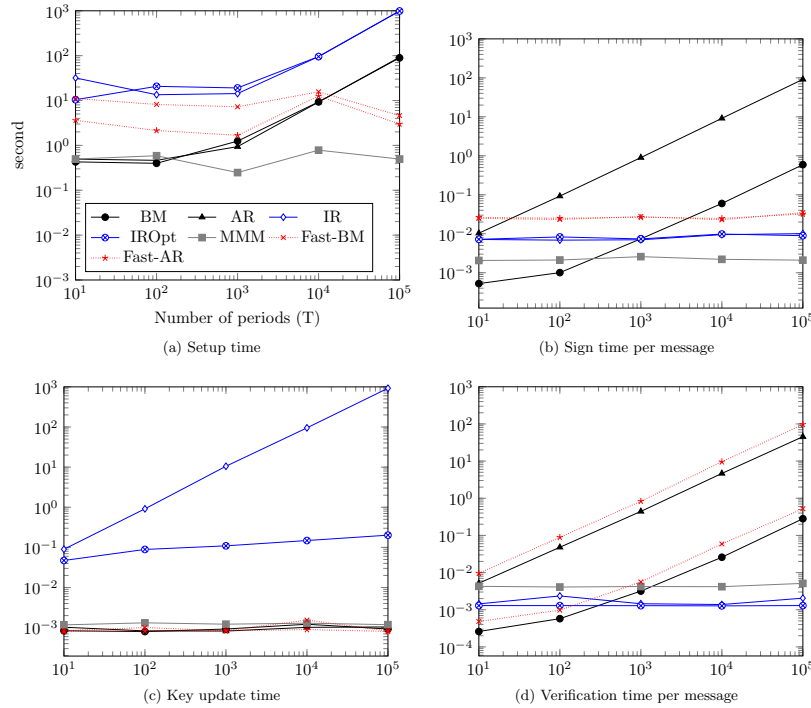 10^3
10^2
10^1
10^0
10^-1
10^-2
10^-3
second
BM AR IR
IROpt MMM Fast-BM
Fast-AR
10^1 10^2 10^3 10^4 10^5
Number of periods (T)
(a) Setup time
10^3
10^2
10^1
10^0
10^-1
10^-2
10^-3
10^1 10^2 10^3 10^4 10^5
(b) Sign time per message
10^3
10^2
10^1
10^0
10^-1
10^-2
10^-3
10^1 10^2 10^3 10^4 10^5
(c) Key update time
10^3
10^2
10^1
10^0
10^-1
10^-2
10^-3
10^-4
10^1 10^2 10^3 10^4 10^5
(d) Verification time per message